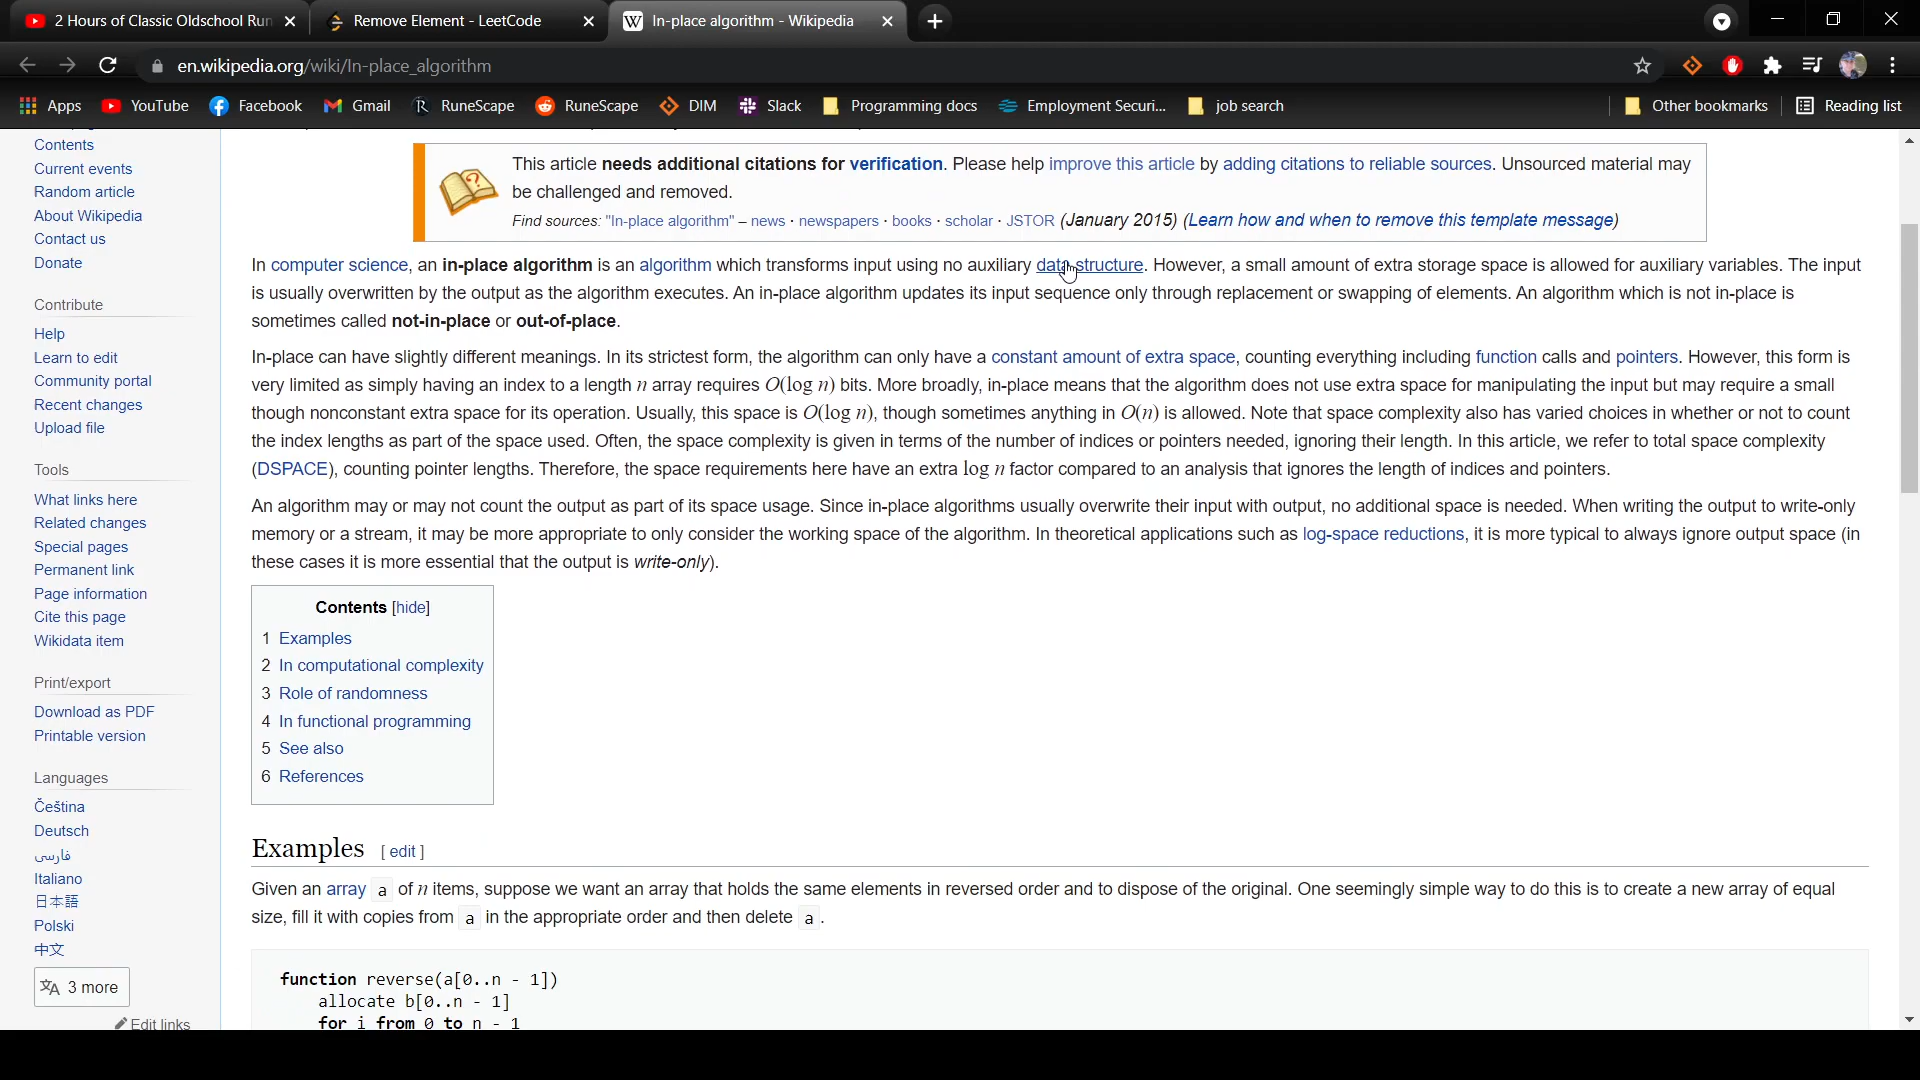 2 Hours of Classic Oldschool Run
Remove Element - LeetCode
In-place algorithm - Wikipedia
en.wikipedia.org/wiki/In-place_algorithm
Apps YouTube Facebook Gmail RuneScape RuneScape DIM Slack Programming docs Employment Securi... job search Other bookmarks Reading list
Contents
Current events
Random article
About Wikipedia
Contact us
Donate
Contribute
Help
Learn to edit
Community portal
Recent changes
Upload file
Tools
What links here
Related changes
Special pages
Permanent link
Page information
Cite this page
Wikidata item
Print/export
Download as PDF
Printable version
Languages
Čeština
Deutsch
فارسی
Italiano
日本語
Polski
中文
3 more
Edit links
This article needs additional citations for verification. Please help improve this article by adding citations to reliable sources. Unsourced material may
be challenged and removed.
Find sources: "In-place algorithm" – news · newspapers · books · scholar · JSTOR (January 2015) (Learn how and when to remove this template message)
In computer science, an in-place algorithm is an algorithm which transforms input using no auxiliary data structure. However, a small amount of extra storage space is allowed for auxiliary variables. The input
is usually overwritten by the output as the algorithm executes. An in-place algorithm updates its input sequence only through replacement or swapping of elements. An algorithm which is not in-place is
sometimes called not-in-place or out-of-place.
In-place can have slightly different meanings. In its strictest form, the algorithm can only have a constant amount of extra space, counting everything including function calls and pointers. However, this form is
very limited as simply having an index to a length n array requires O(log n) bits. More broadly, in-place means that the algorithm does not use extra space for manipulating the input but may require a small
though nonconstant extra space for its operation. Usually, this space is O(log n), though sometimes anything in O(n) is allowed. Note that space complexity also has varied choices in whether or not to count
the index lengths as part of the space used. Often, the space complexity is given in terms of the number of indices or pointers needed, ignoring their length. In this article, we refer to total space complexity
(DSPACE), counting pointer lengths. Therefore, the space requirements here have an extra log n factor compared to an analysis that ignores the length of indices and pointers.
An algorithm may or may not count the output as part of its space usage. Since in-place algorithms usually overwrite their input with output, no additional space is needed. When writing the output to write-only
memory or a stream, it may be more appropriate to only consider the working space of the algorithm. In theoretical applications such as log-space reductions, it is more typical to always ignore output space (in
these cases it is more essential that the output is write-only).
Contents [hide]
1 Examples
2 In computational complexity
3 Role of randomness
4 In functional programming
5 See also
6 References
Examples [ edit ]
Given an array a of n items, suppose we want an array that holds the same elements in reversed order and to dispose of the original. One seemingly simple way to do this is to create a new array of equal
size, fill it with copies from a in the appropriate order and then delete a .
function reverse(a[0..n - 1])
allocate b[0..n - 1]
for i from 0 to n - 1